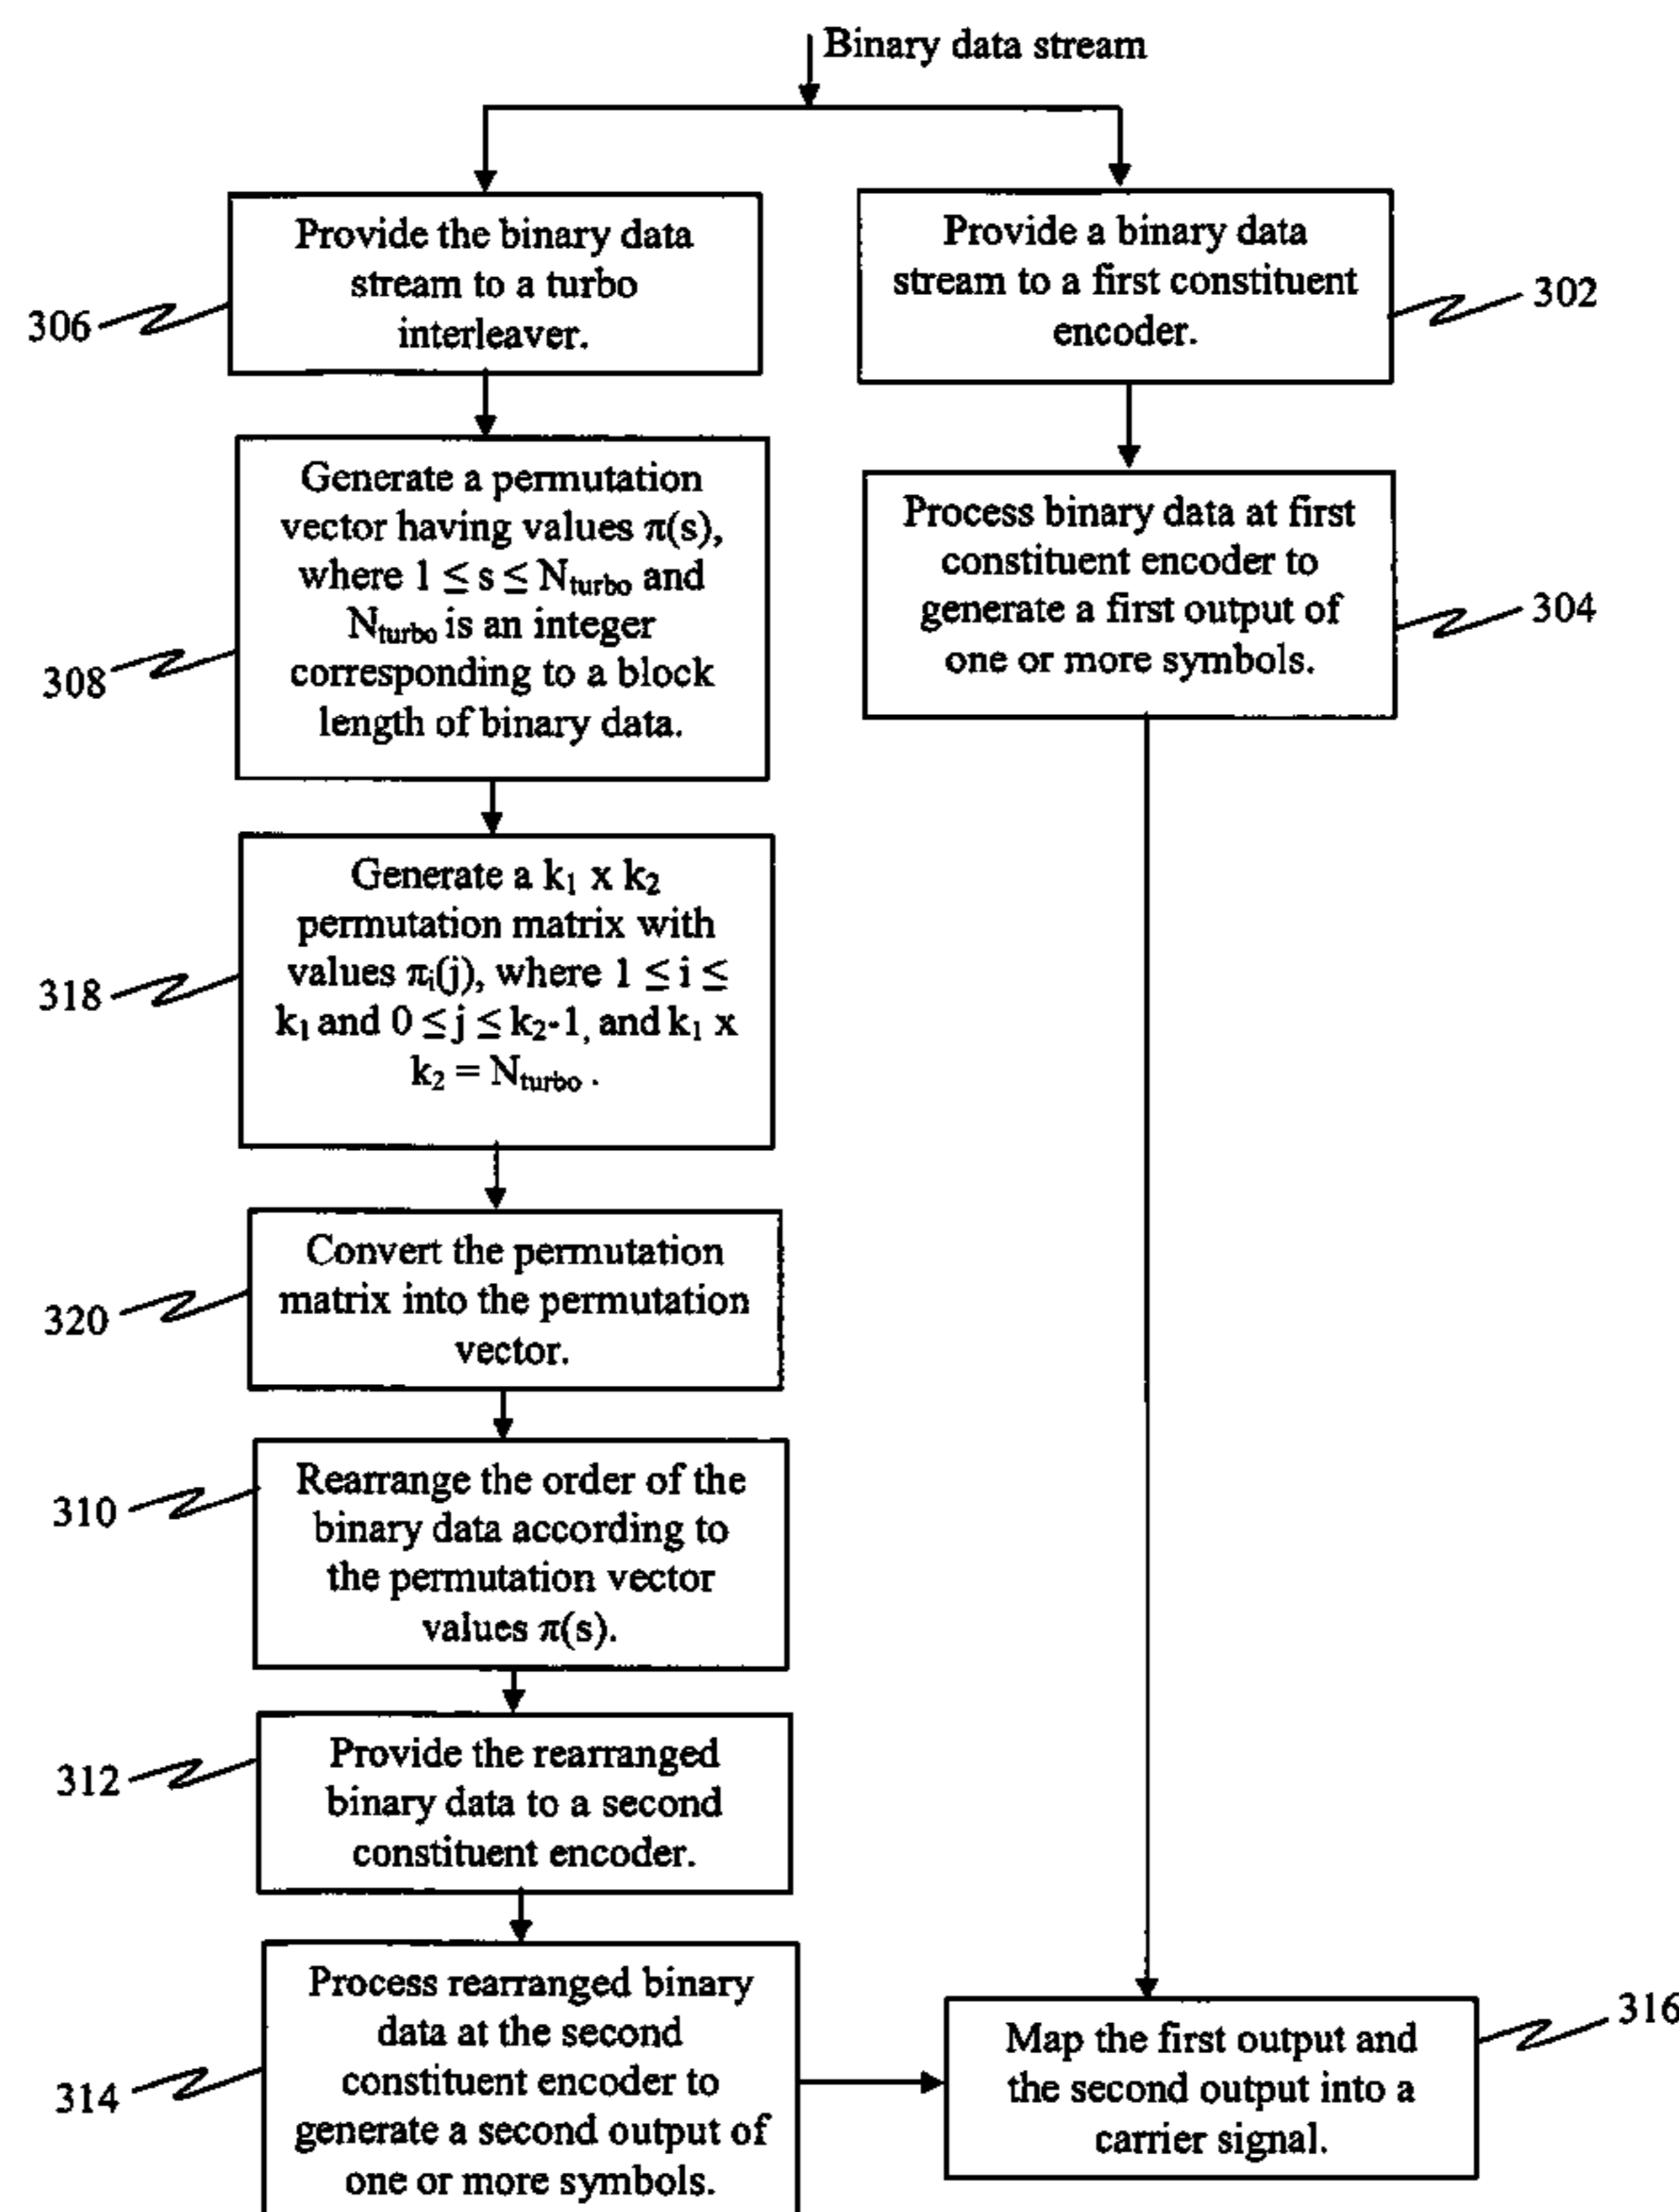 Binary data stream
Provide the binary data
stream to a turbo
interleaver.
306
Provide a binary data
stream to a first constituent
encoder.
302
Generate a permutation
vector having values π(s),
where 1 ≤ s ≤ Nturbo and
Nturbo is an integer
corresponding to a block
length of binary data.
308
Process binary data at first
constituent encoder to
generate a first output of
one or more symbols.
304
Generate a k1 x k2
permutation matrix with
values πi(j), where 1 ≤ i ≤
k1 and 0 ≤ j ≤ k2-1, and k1 x
k2 = Nturbo .
318
Convert the permutation
matrix into the permutation
vector.
320
Rearrange the order of the
binary data according to
the permutation vector
values π(s).
310
Provide the rearranged
binary data to a second
constituent encoder.
312
Process rearranged binary
data at the second
constituent encoder to
generate a second output of
one or more symbols.
314
Map the first output and
the second output into a
carrier signal.
316